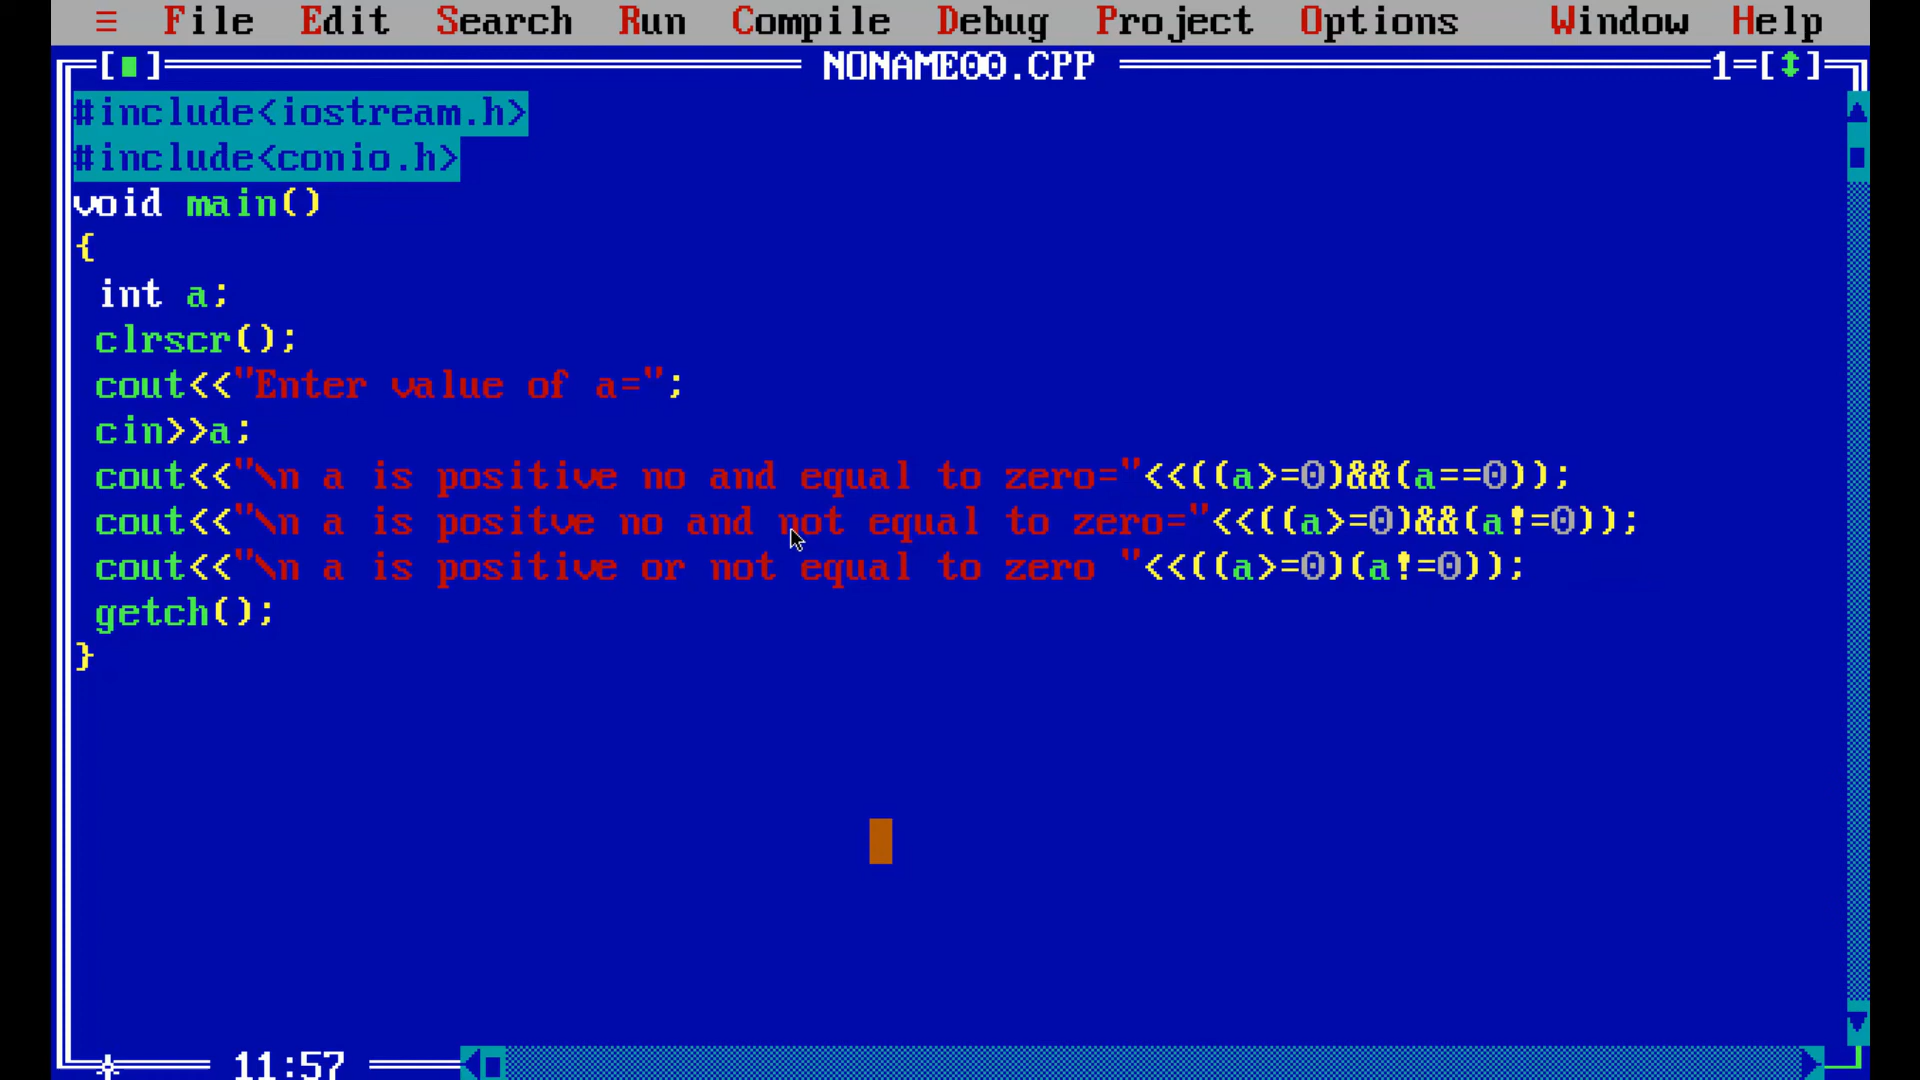 ≡ File Edit Search Run Compile Debug Project Options Window Help
[■] NONAME00.CPP 1=[↕]
#include<iostream.h>
#include<conio.h>
void main()
{
 int a;
 clrscr();
 cout<<"Enter value of a=";
 cin>>a;
 cout<<"\n a is positive no and equal to zero="<<((a>=0)&&(a==0));
 cout<<"\n a is positve no and not equal to zero="<<((a>=0)&&(a!=0));
 cout<<"\n a is positive or not equal to zero "<<((a>=0)(a!=0));
 getch();
}
11:57